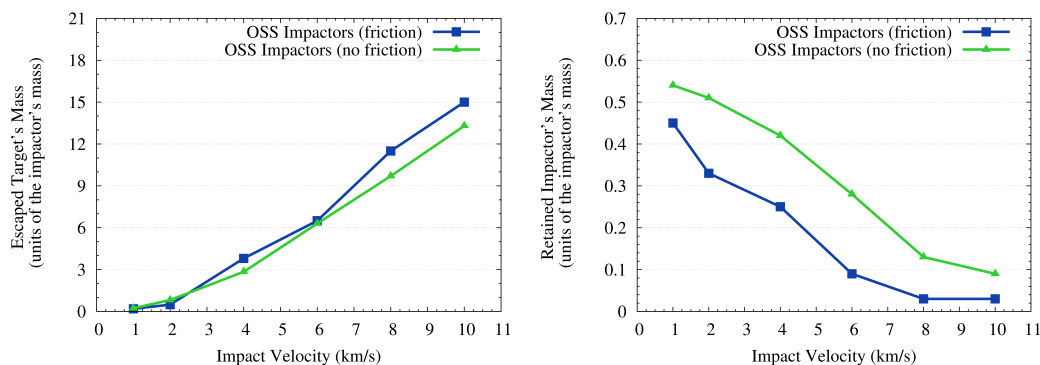 Escaped Target's Mass
(units of the impactor's mass)
21
18
15
12
9
6
3
0
OSS Impactors (friction)
OSS Impactors (no friction)
0 1 2 3 4 5 6 7 8 9 10 11
Impact Velocity (km/s)
Retained Impactor's Mass
(units of the impactor's mass)
0.7
0.6
0.5
0.4
0.3
0.2
0.1
0
OSS Impactors (friction)
OSS Impactors (no friction)
0 1 2 3 4 5 6 7 8 9 10 11
Impact Velocity (km/s)